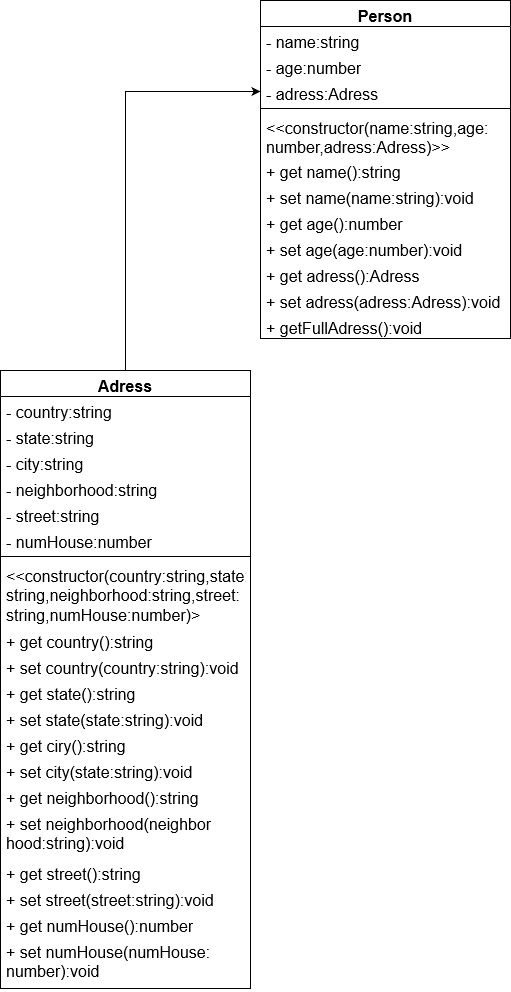 Person
- name:string
- age:number
- adress:Adress
<<constructor(name:string,age:
number,adress:Adress)>>
+ get name():string
+ set name(name:string):void
+ get age():number
+ set age(age:number):void
+ get adress():Adress
+ set adress(adress:Adress):void
+ getFullAdress():void
Adress
- country:string
- state:string
- city:string
- neighborhood:string
- street:string
- numHouse:number
<<constructor(country:string,state
string,neighborhood:string,street:
string,numHouse:number)>
+ get country():string
+ set country(country:string):void
+ get state():string
+ set state(state:string):void
+ get ciry():string
+ set city(state:string):void
+ get neighborhood():string
+ set neighborhood(neighbor
hood:string):void
+ get street():string
+ set street(street:string):void
+ get numHouse():number
+ set numHouse(numHouse:
number):void